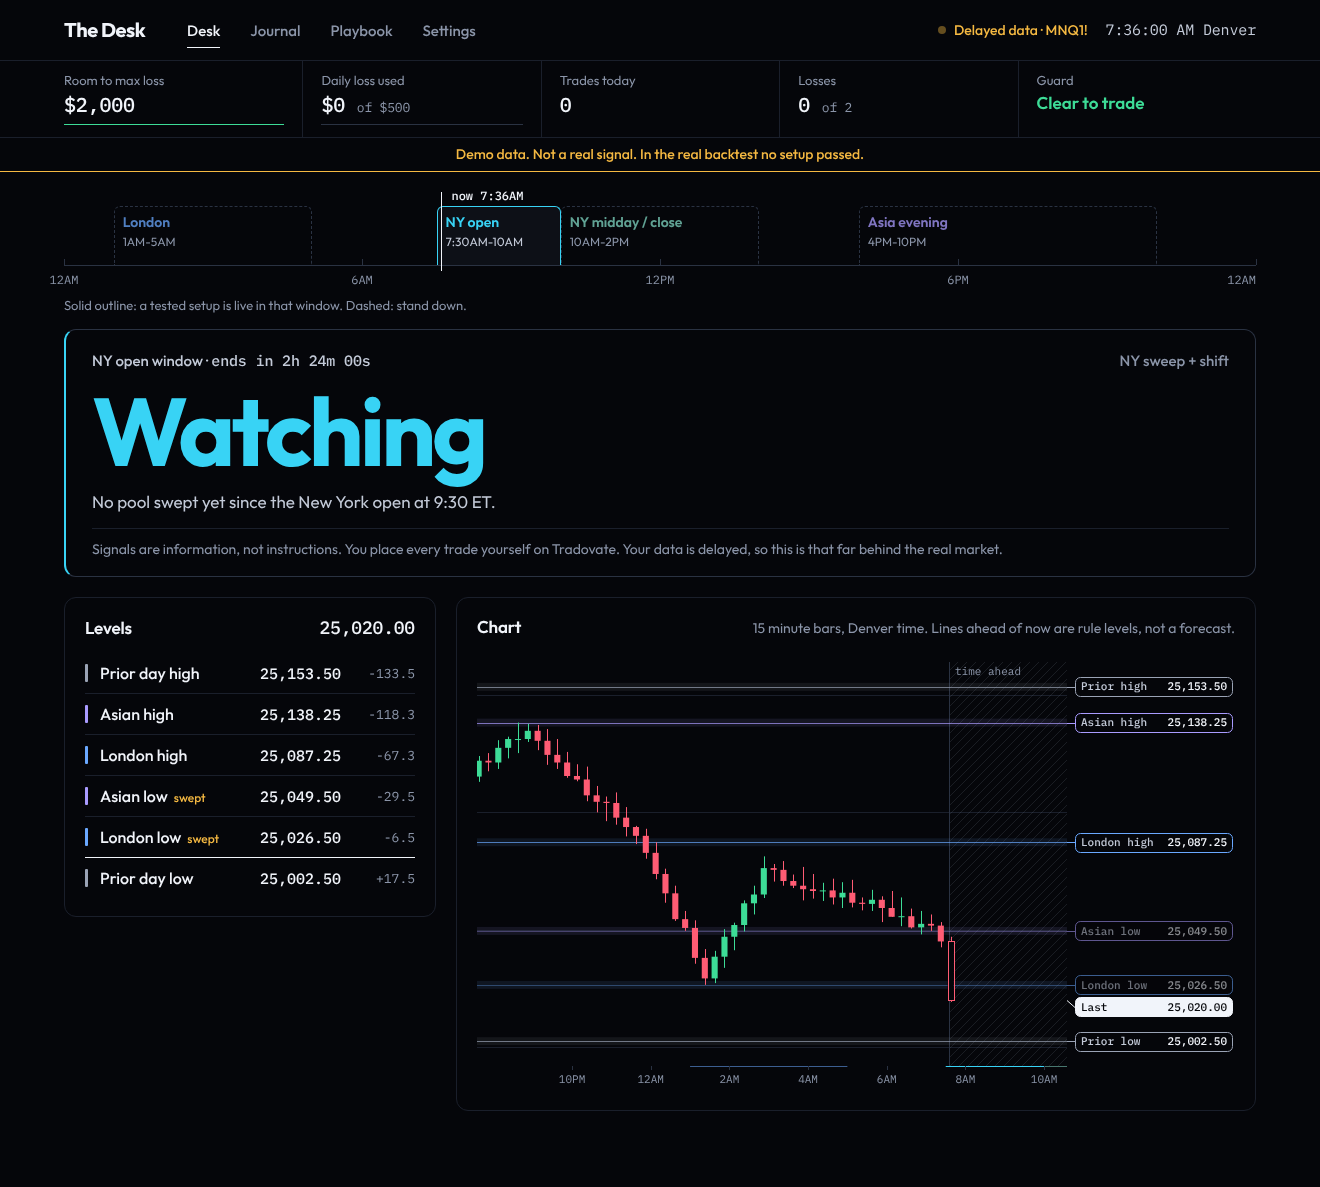 The Desk Desk Journal Playbook Settings Delayed data · MNQ1! 7:36:00 AM Denver
Room to max loss Daily loss used Trades today Losses Guard
$2,000 $0 of $500 0 0 of 2 Clear to trade
Demo data. Not a real signal. In the real backtest no setup passed.
now 7:36AM
London NY open NY midday / close Asia evening
1AM-5AM 7:30AM-10AM 10AM-2PM 4PM-10PM
12AM 6AM 12PM 6PM 12AM
Solid outline: a tested setup is live in that window. Dashed: stand down.
NY open window · ends in 2h 24m 00s NY sweep + shift
Watching
No pool swept yet since the New York open at 9:30 ET.
Signals are information, not instructions. You place every trade yourself on Tradovate. Your data is delayed, so this is that far behind the real market.
Levels 25,020.00
Prior day high 25,153.50 -133.5
Asian high 25,138.25 -118.3
London high 25,087.25 -67.3
Asian low swept 25,049.50 -29.5
London low swept 25,026.50 -6.5
Prior day low 25,002.50 +17.5
Chart 15 minute bars, Denver time. Lines ahead of now are rule levels, not a forecast.
time ahead
Prior high 25,153.50
Asian high 25,138.25
London high 25,087.25
Asian low 25,049.50
London low 25,026.50
Last 25,020.00
Prior low 25,002.50
10PM 12AM 2AM 4AM 6AM 8AM 10AM